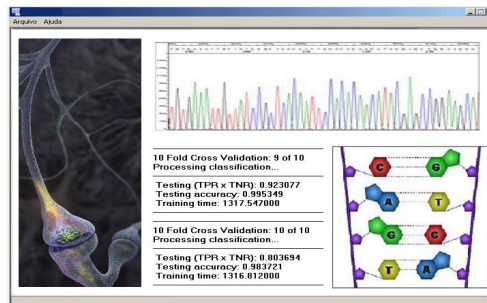 Arquivo Ajuda
10 Fold Cross Validation: 9 of 10
Processing classification...
Testing (TPR x TNR): 0.923077
Testing accuracy: 0.995349
Training time: 1317.547000
10 Fold Cross Validation: 10 of 10
Processing classification...
Testing (TPR x TNR): 0.803694
Testing accuracy: 0.983721
Training time: 1316.812000
C G
A T
G C
T A